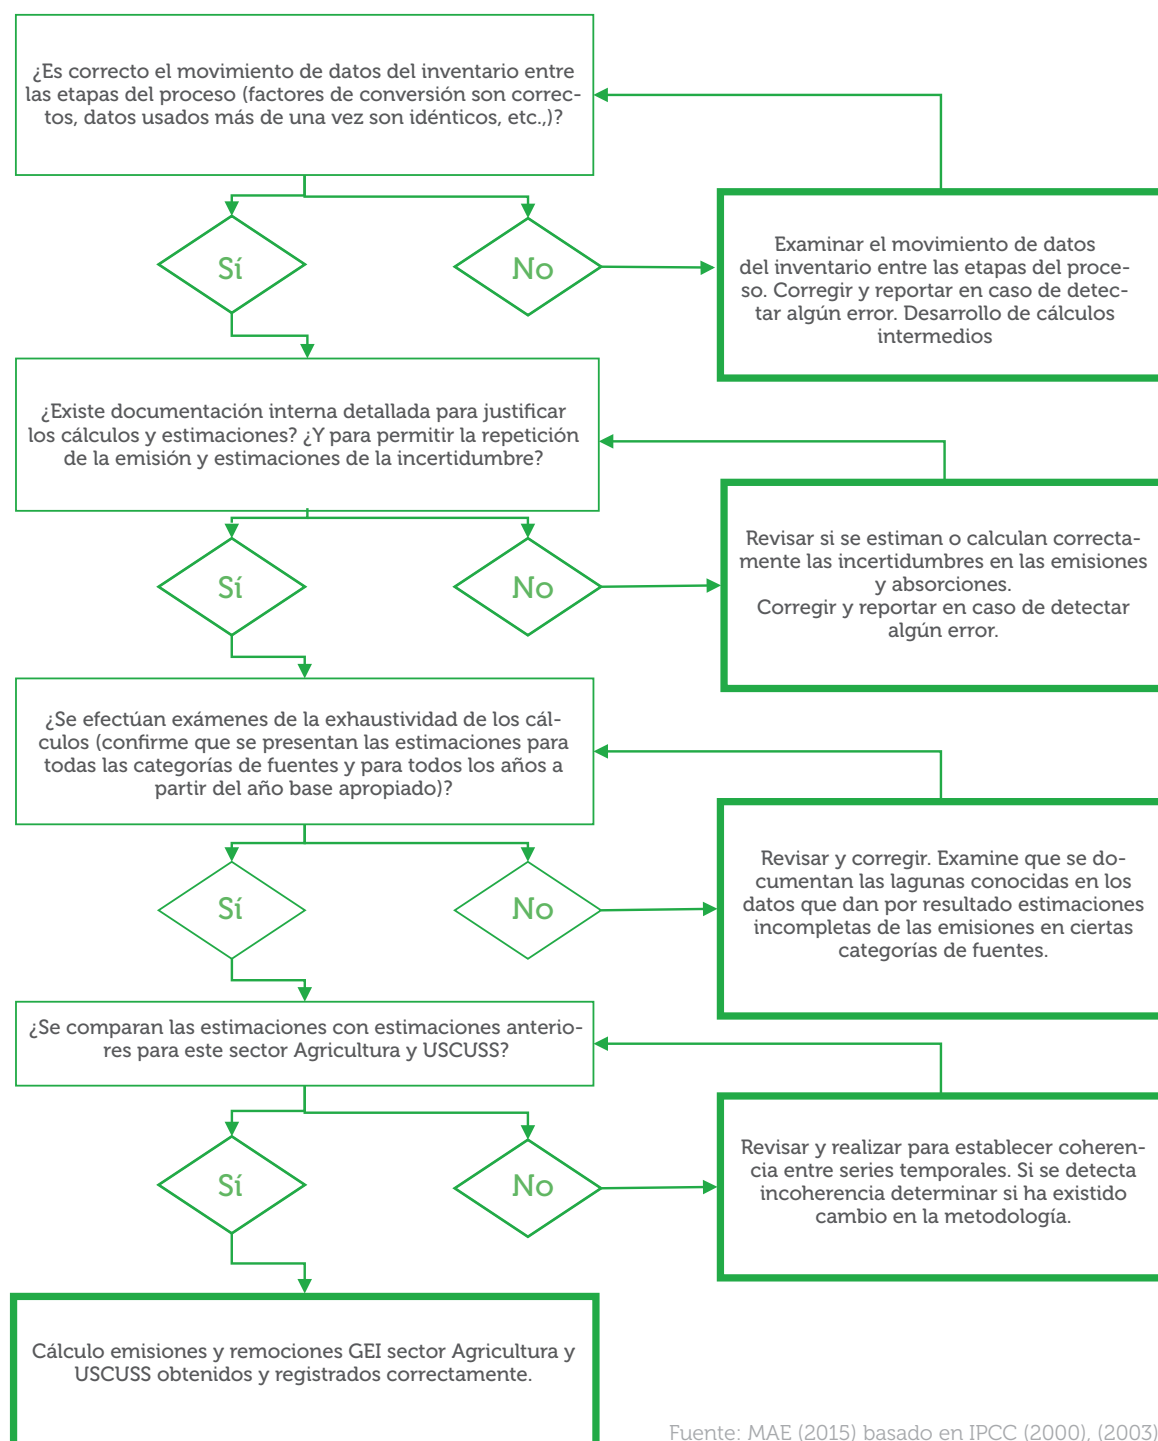 ¿Es correcto el movimiento de datos del inventario entre
las etapas del proceso (factores de conversión son correc-
tos, datos usados más de una vez son idénticos, etc.,)?
Sí
No
Examinar el movimiento de datos
del inventario entre las etapas del proce-
so. Corregir y reportar en caso de detec-
tar algún error. Desarrollo de cálculos
intermedios
¿Existe documentación interna detallada para justificar
los cálculos y estimaciones? ¿Y para permitir la repetición
de la emisión y estimaciones de la incertidumbre?
Sí
No
Revisar si se estiman o calculan correcta-
mente las incertidumbres en las emisiones
y absorciones.
Corregir y reportar en caso de detectar
algún error.
¿Se efectúan exámenes de la exhaustividad de los cál-
culos (confirme que se presentan las estimaciones para
todas las categorías de fuentes y para todos los años a
partir del año base apropiado)?
Sí
No
Revisar y corregir. Examine que se do-
cumentan las lagunas conocidas en los
datos que dan por resultado estimaciones
incompletas de las emisiones en ciertas
categorías de fuentes.
¿Se comparan las estimaciones con estimaciones anterio-
res para este sector Agricultura y USCUSS?
Sí
No
Revisar y realizar para establecer coheren-
cia entre series temporales. Si se detecta
incoherencia determinar si ha existido
cambio en la metodología.
Cálculo emisiones y remociones GEI sector Agricultura y
USCUSS obtenidos y registrados correctamente.
Fuente: MAE (2015) basado en IPCC (2000), (2003)